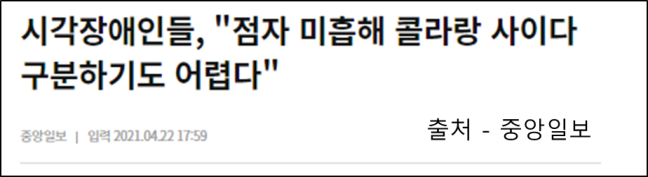 시각장애인들, "점자 미흡해 콜라랑 사이다
구분하기도 어렵다"
중앙일보 | 입력 2021.04.22 17:59
출처 - 중앙일보